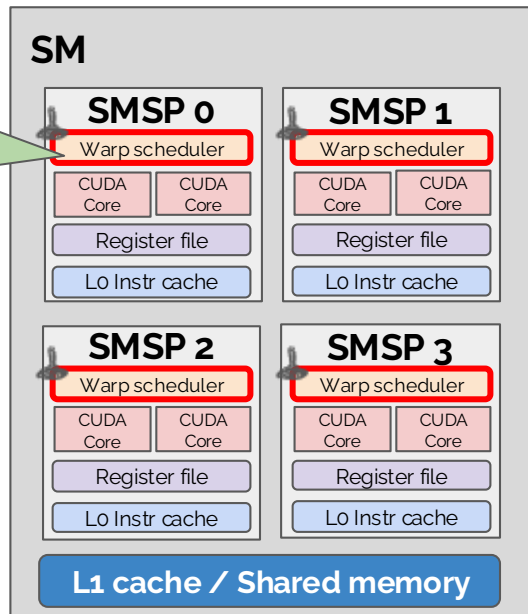 SM
SMSP 0
Warp scheduler
CUDA
Core
CUDA
Core
Register file
L0 Instr cache
SMSP 1
Warp scheduler
CUDA
Core
CUDA
Core
Register file
L0 Instr cache
SMSP 2
Warp scheduler
CUDA
Core
CUDA
Core
Register file
L0 Instr cache
SMSP 3
Warp scheduler
CUDA
Core
CUDA
Core
Register file
L0 Instr cache
L1 cache / Shared memory